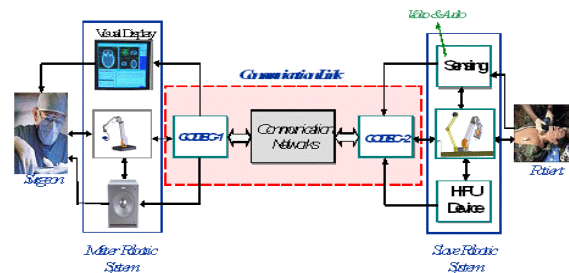 Video & Audio
Visual Display
Communication Link
Sensing
CODEC-1
Communication
Networks
CODEC-2
Surgeon
Patient
HIFU
Device
Master Robotic
System
Slave Robotic
System